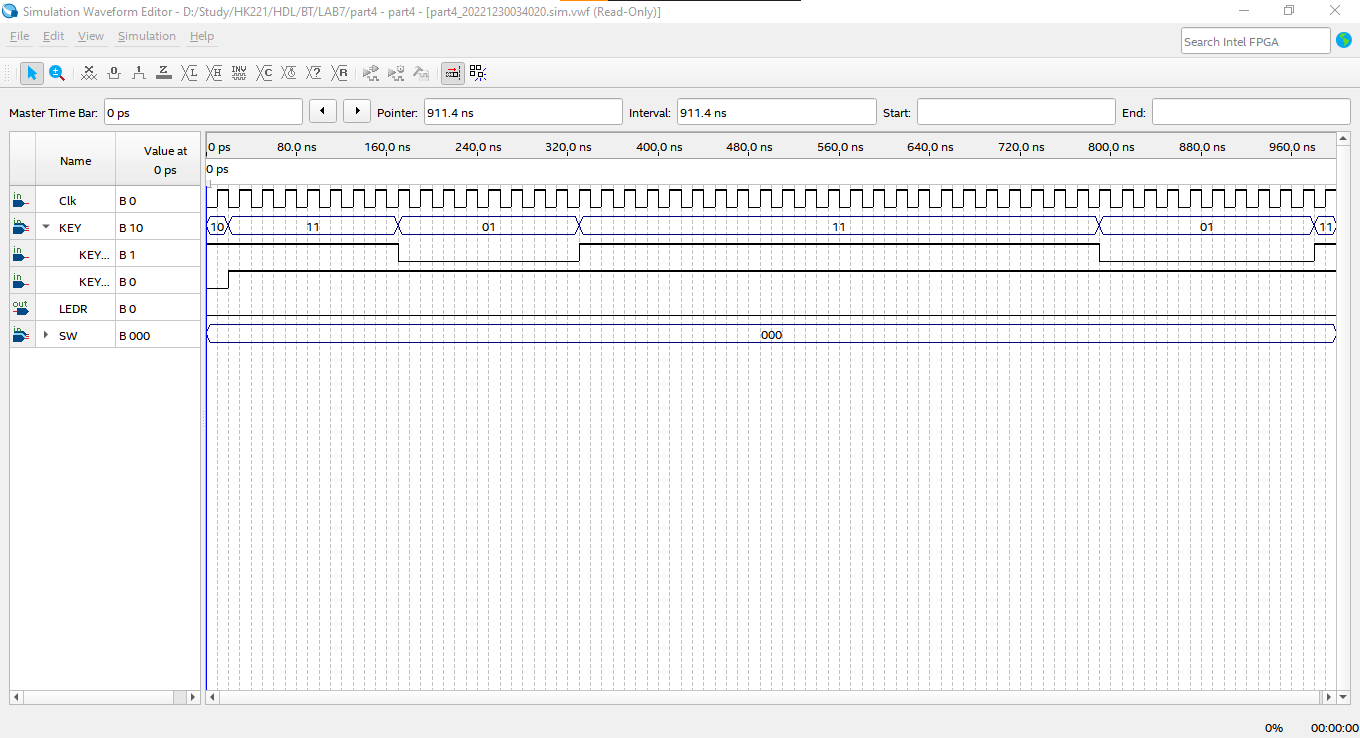 Simulation Waveform Editor - D:/Study/HK221/HDL/BT/LAB7/part4 - part4 - [part4_20221230034020.sim.vwf (Read-Only)]
File Edit View Simulation Help
Search Intel FPGA
Master Time Bar: 0 ps Pointer: 911.4 ns Interval: 911.4 ns Start: End:
Name Value at 0 ps
0 ps 80.0 ns 160.0 ns 240.0 ns 320.0 ns 400.0 ns 480.0 ns 560.0 ns 640.0 ns 720.0 ns 800.0 ns 880.0 ns 960.0 ns
0 ps
in Clk B 0
in KEY B 10 10 11 01 11 01 11
in KEY... B 1
in KEY... B 0
out LEDR B 0
in SW B 000 000
0% 00:00:00